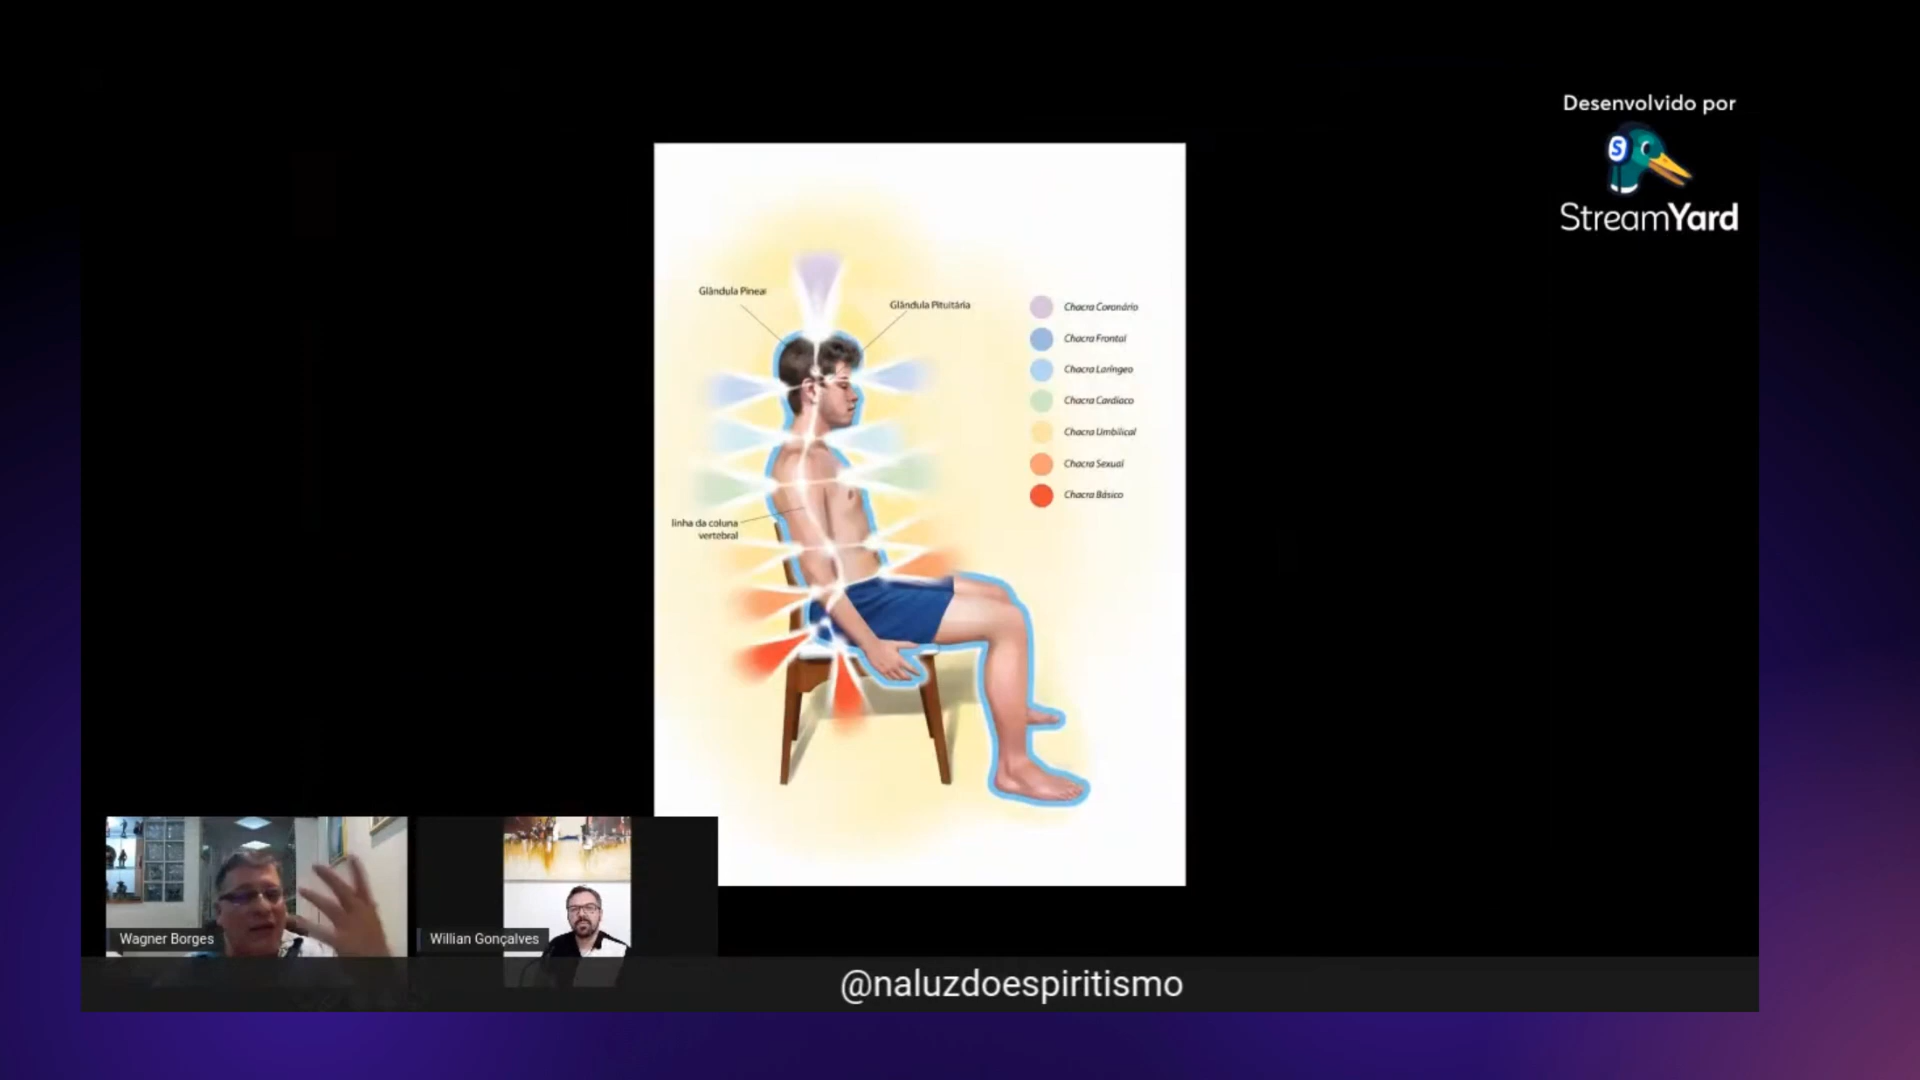 Desenvolvido por
S
StreamYard
Glândula Pineal
Glândula Pituitária
Chacra Coronário
Chacra Frontal
Chacra Laríngeo
Chacra Cardíaco
Chacra Umbilical
Chacra Sexual
Chacra Básico
linha da coluna
vertebral
Wagner Borges
Willian Gonçalves
@naluzdoespiritismo